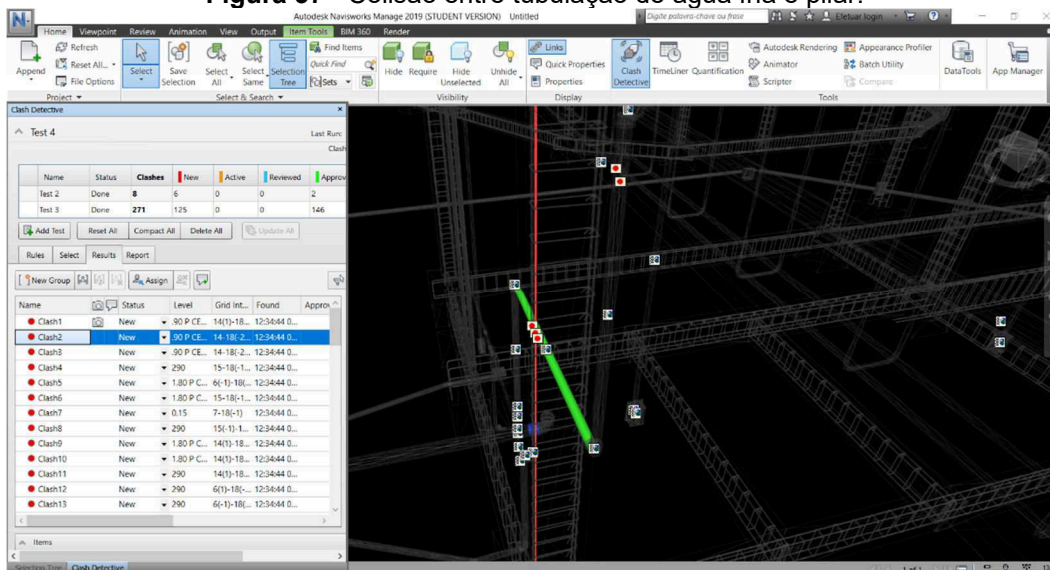 Autodesk Navisworks Manage 2019 (STUDENT VERSION) Untitled
Digite palavra-chave ou frase
Efetuar login
Home Viewpoint Review Animation View Output Item Tools BIM 360 Render
Append
Refresh
Reset All...
File Options
Project
Select
Save Selection
Select All
Select Same
Selection Tree
Find Items
Quick Find
Sets
Select & Search
Hide
Require
Hide Unselected
Unhide All
Visibility
Links
Quick Properties
Properties
Display
Clash Detective
TimeLiner
Quantification
Autodesk Rendering
Animator
Scripter
Appearance Profiler
Batch Utility
Compare
Tools
DataTools
App Manager
Clash Detective
Test 4
Last Run:
Clash
Name Status Clashes New Active Reviewed Approv
Test 2 Done 8 6 0 0 2
Test 3 Done 271 125 0 0 146
Add Test Reset All Compact All Delete All Update All
Rules Select Results Report
New Group Assign
Name Status Level Grid Int... Found Approv
Clash1 New .90 P CE... 14(1)-18... 12:34:44 0...
Clash2 New .90 P CE... 14-18(-2... 12:34:44 0...
Clash3 New .90 P CE... 14-18(-2... 12:34:44 0...
Clash4 New 290 15-18(-1... 12:34:44 0...
Clash5 New 1.80 P C... 6(-1)-18(... 12:34:44 0...
Clash6 New 1.80 P C... 15-18(-1... 12:34:44 0...
Clash7 New 0.15 7-18(-1) 12:34:44 0...
Clash8 New 290 15(-1)-1... 12:34:44 0...
Clash9 New 1.80 P C... 14(1)-18... 12:34:44 0...
Clash10 New 1.80 P C... 14(1)-18... 12:34:44 0...
Clash11 New 290 14(1)-18... 12:34:44 0...
Clash12 New 290 6(1)-18(-... 12:34:44 0...
Clash13 New 290 6(-1)-18(... 12:34:44 0...
Items
Selection Tree Clash Detective
1 of 1